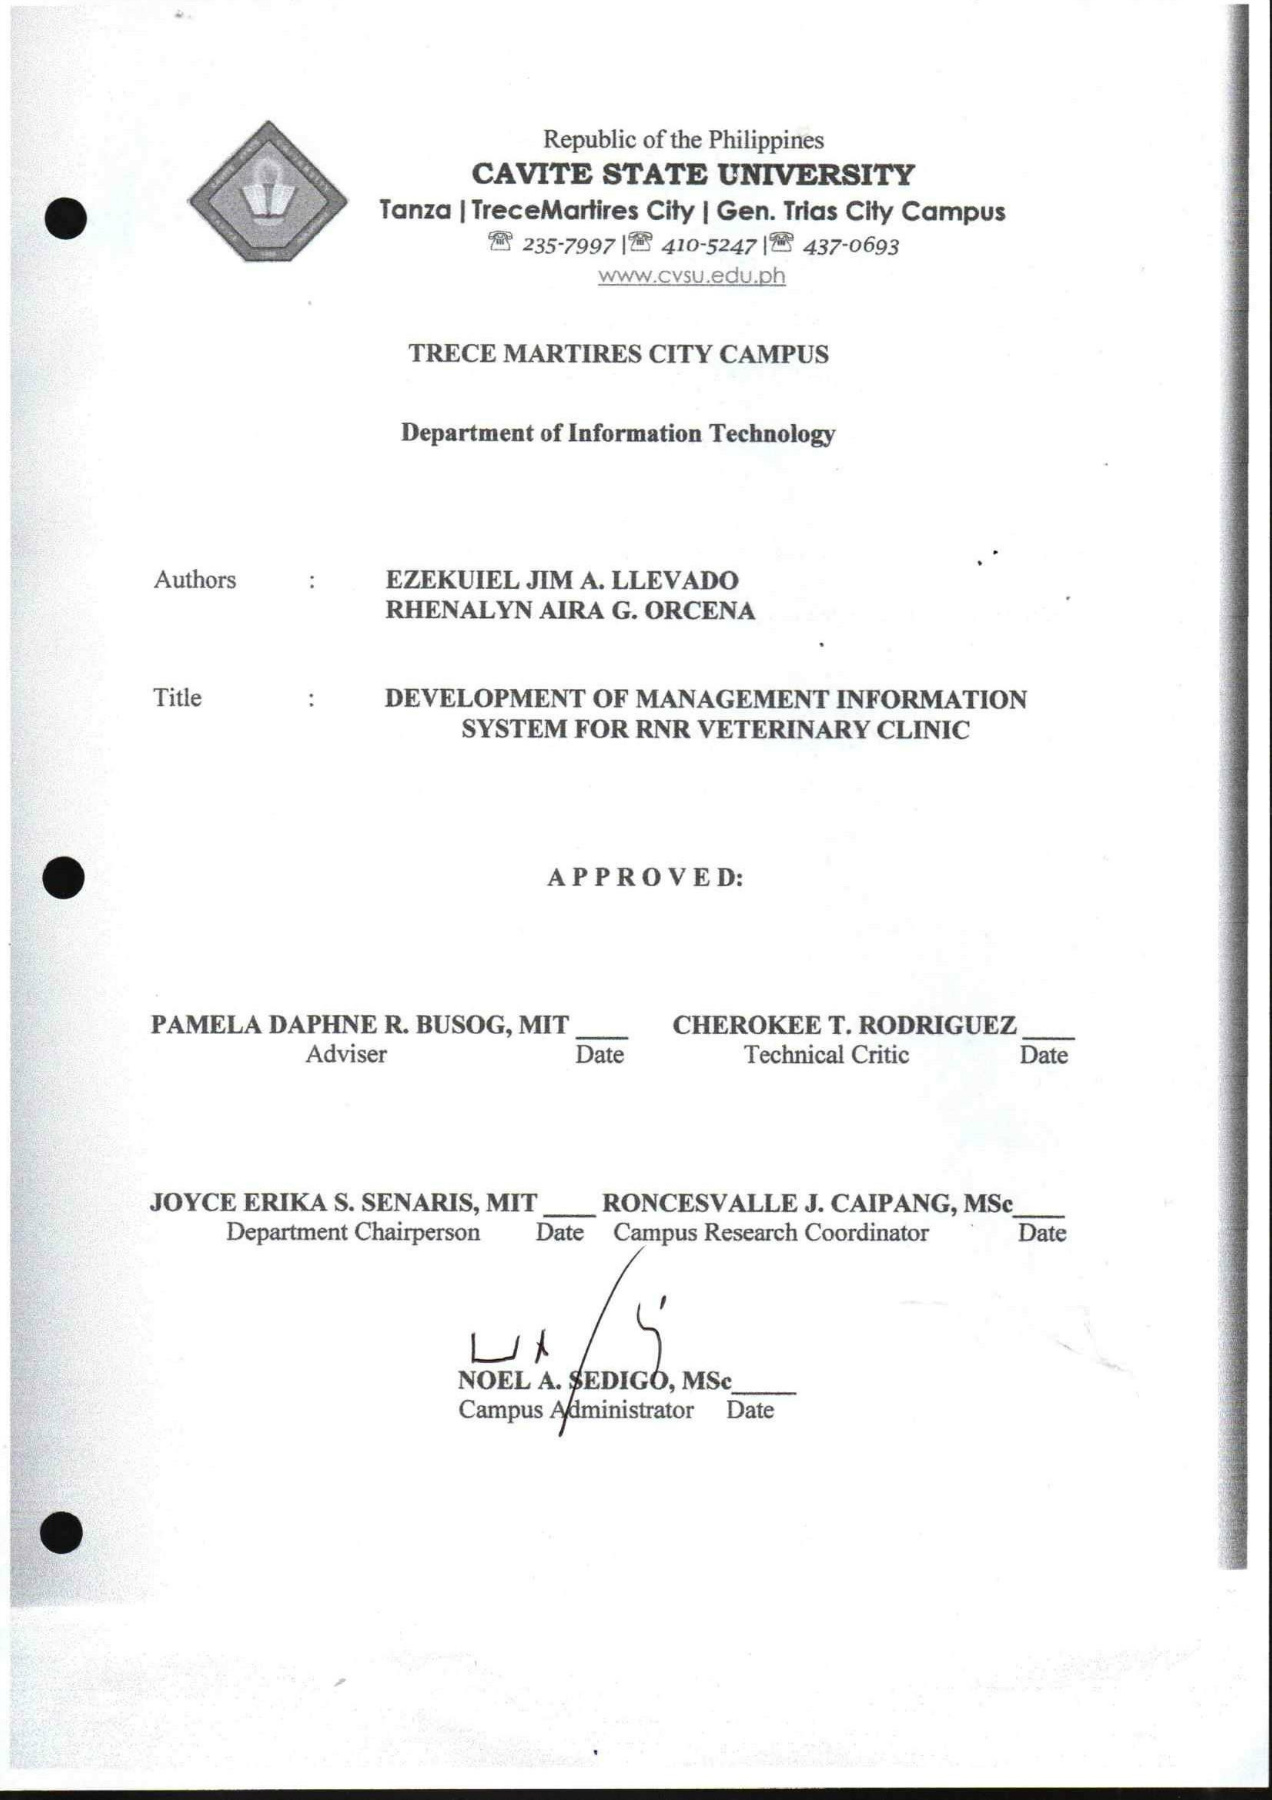 Republic of the Philippines
CAVITE STATE UNIVERSITY
Tanza | TreceMartires City | Gen. Trias City Campus
☏ 235-7997 |☏ 410-5247 |☏ 437-0693
www.cvsu.edu.ph
TRECE MARTIRES CITY CAMPUS
Department of Information Technology
Authors : EZEKUIEL JIM A. LLEVADO
RHENALYN AIRA G. ORCENA
Title : DEVELOPMENT OF MANAGEMENT INFORMATION
SYSTEM FOR RNR VETERINARY CLINIC
A P P R O V E D:
PAMELA DAPHNE R. BUSOG, MIT ____ CHEROKEE T. RODRIGUEZ ____
Adviser Date Technical Critic Date
JOYCE ERIKA S. SENARIS, MIT ____ RONCESVALLE J. CAIPANG, MSc____
Department Chairperson Date Campus Research Coordinator Date
NOEL A. SEDIGO, MSc_____
Campus Administrator Date